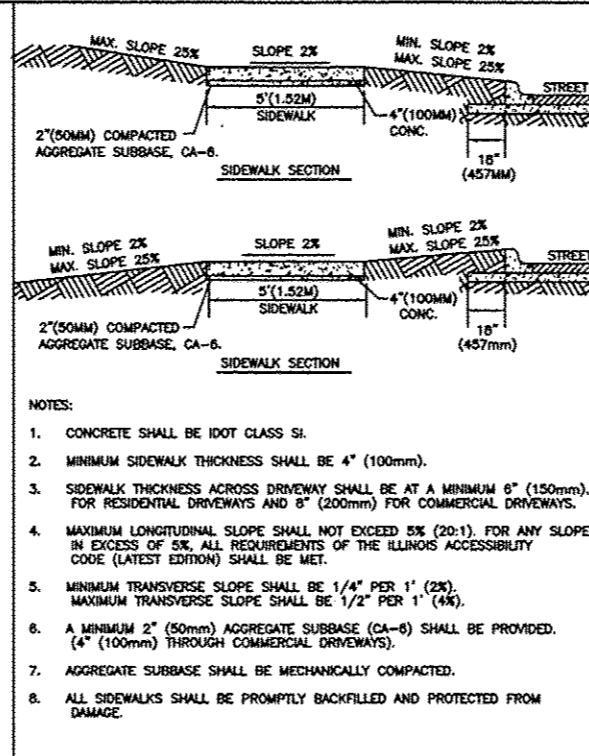 MAX. SLOPE 25%
SLOPE 2%
MIN. SLOPE 2%
MAX. SLOPE 25%
STREET
5'(1.52M)
SIDEWALK
4"(100MM)
CONC.
2"(50MM) COMPACTED
AGGREGATE SUBBASE, CA-6.
18"
(457MM)
SIDEWALK SECTION
MIN. SLOPE 2%
MAX. SLOPE 25%
SLOPE 2%
MIN. SLOPE 2%
MAX. SLOPE 25%
STREET
5'(1.52M)
SIDEWALK
4"(100MM)
CONC.
2"(50MM) COMPACTED
AGGREGATE SUBBASE, CA-6.
18"
(457mm)
SIDEWALK SECTION
NOTES:
1. CONCRETE SHALL BE IDOT CLASS SI.
2. MINIMUM SIDEWALK THICKNESS SHALL BE 4" (100mm).
3. SIDEWALK THICKNESS ACROSS DRIVEWAY SHALL BE AT A MINIMUM 6" (150mm).
FOR RESIDENTIAL DRIVEWAYS AND 8" (200mm) FOR COMMERCIAL DRIVEWAYS.
4. MAXIMUM LONGITUDINAL SLOPE SHALL NOT EXCEED 5% (20:1). FOR ANY SLOPE
IN EXCESS OF 5%, ALL REQUIREMENTS OF THE ILLINOIS ACCESSIBILITY
CODE (LATEST EDITION) SHALL BE MET.
5. MINIMUM TRANSVERSE SLOPE SHALL BE 1/4" PER 1' (2%).
MAXIMUM TRANSVERSE SLOPE SHALL BE 1/2" PER 1' (4%).
6. A MINIMUM 2" (50mm) AGGREGATE SUBBASE (CA-6) SHALL BE PROVIDED.
(4" (100mm) THROUGH COMMERCIAL DRIVEWAYS).
7. AGGREGATE SUBBASE SHALL BE MECHANICALLY COMPACTED.
8. ALL SIDEWALKS SHALL BE PROMPTLY BACKFILLED AND PROTECTED FROM
DAMAGE.